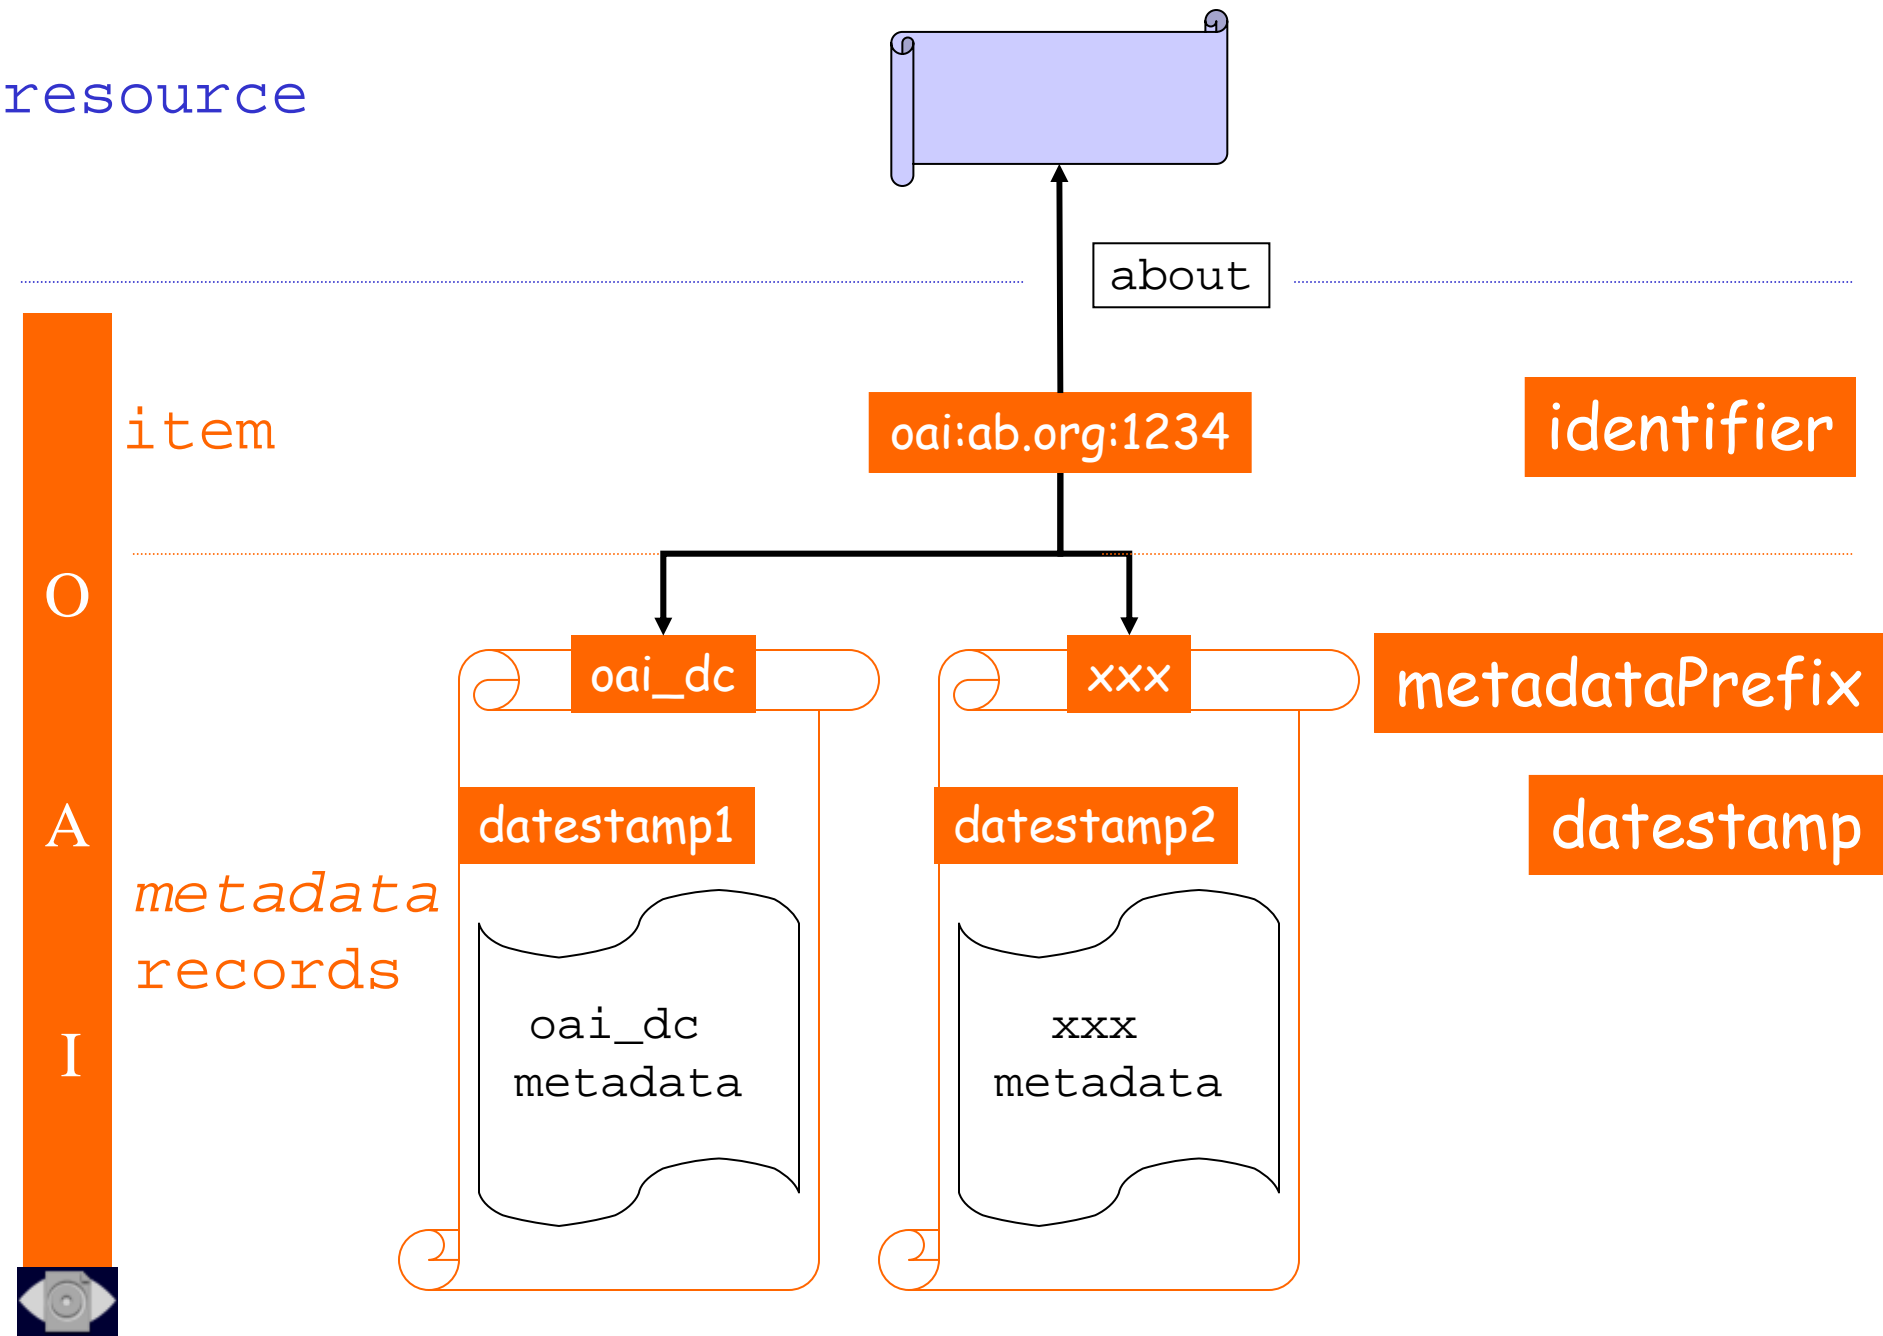 resource
about
item
oai:ab.org:1234
identifier
O
A
I
oai_dc
xxx
metadataPrefix
datestamp1
datestamp2
datestamp
metadata
records
oai_dc
metadata
xxx
metadata